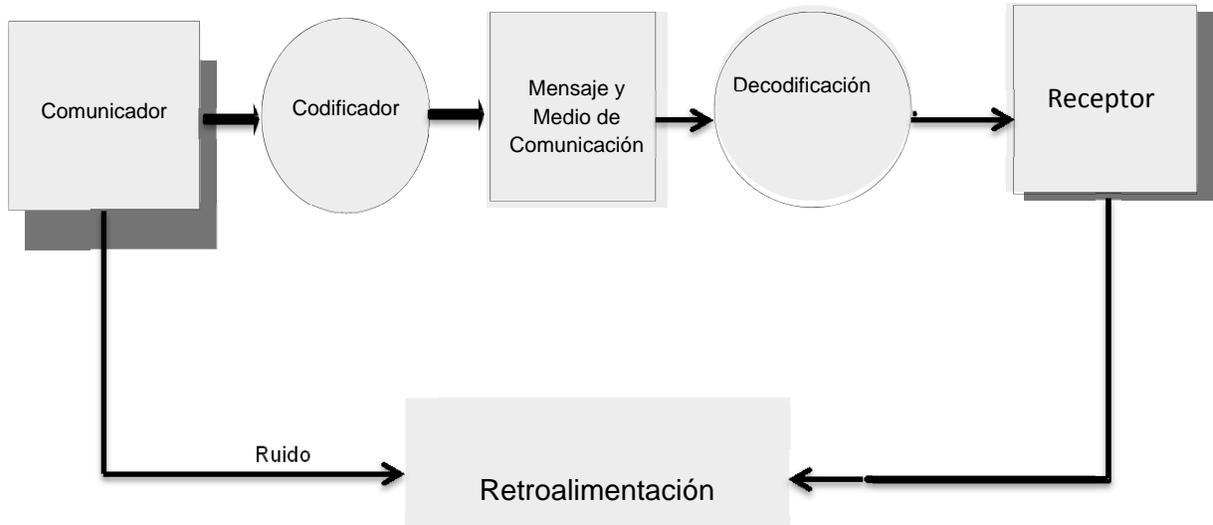 Comunicador
Codificador
Mensaje y
Medio de
Comunicación
Decodificación
Receptor
Ruido
Retroalimentación